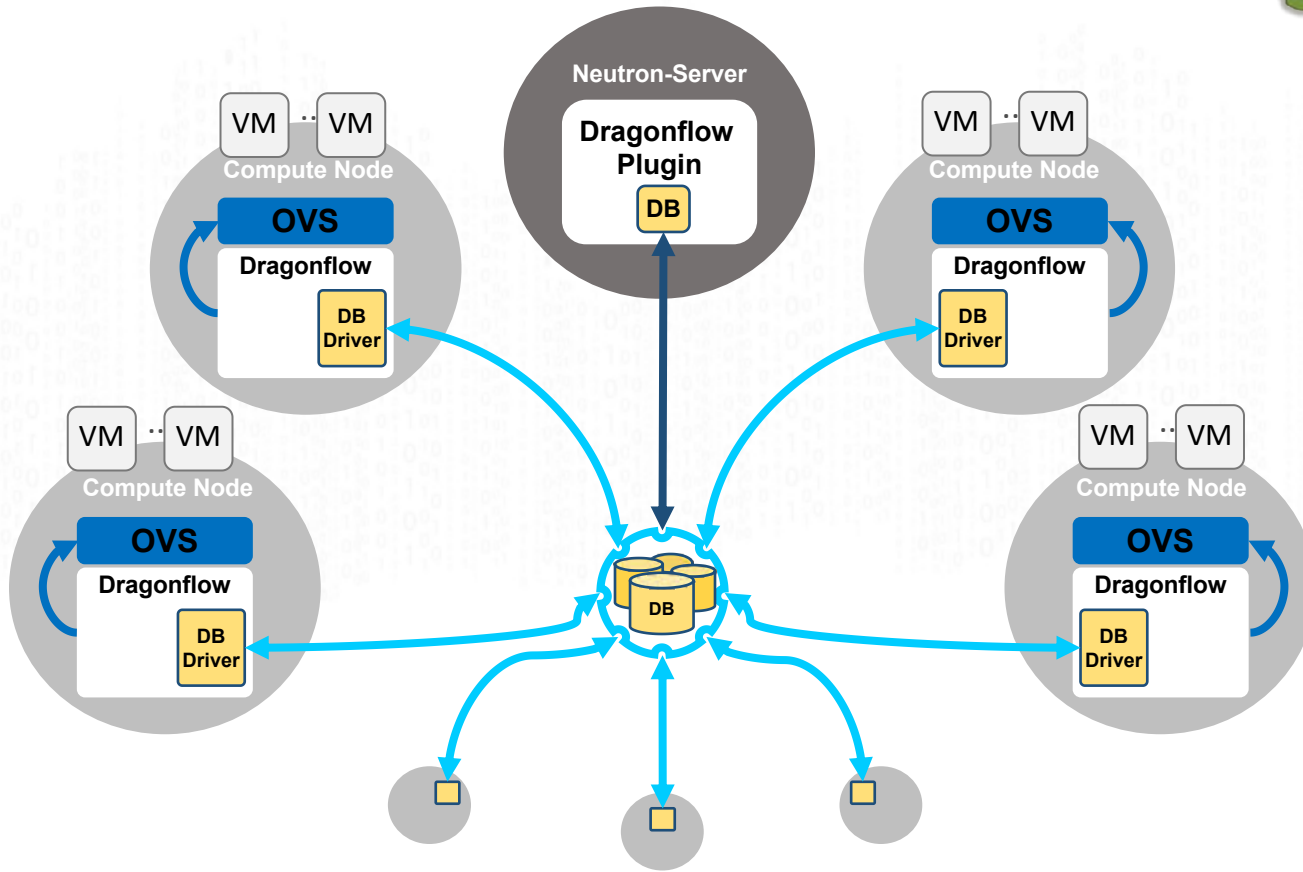 Neutron-Server
Dragonflow
Plugin
DB
VM .. VM
Compute Node
OVS
Dragonflow
DB
Driver
VM .. VM
Compute Node
OVS
Dragonflow
DB
Driver
VM .. VM
Compute Node
OVS
Dragonflow
DB
Driver
VM .. VM
Compute Node
OVS
Dragonflow
DB
Driver
DB